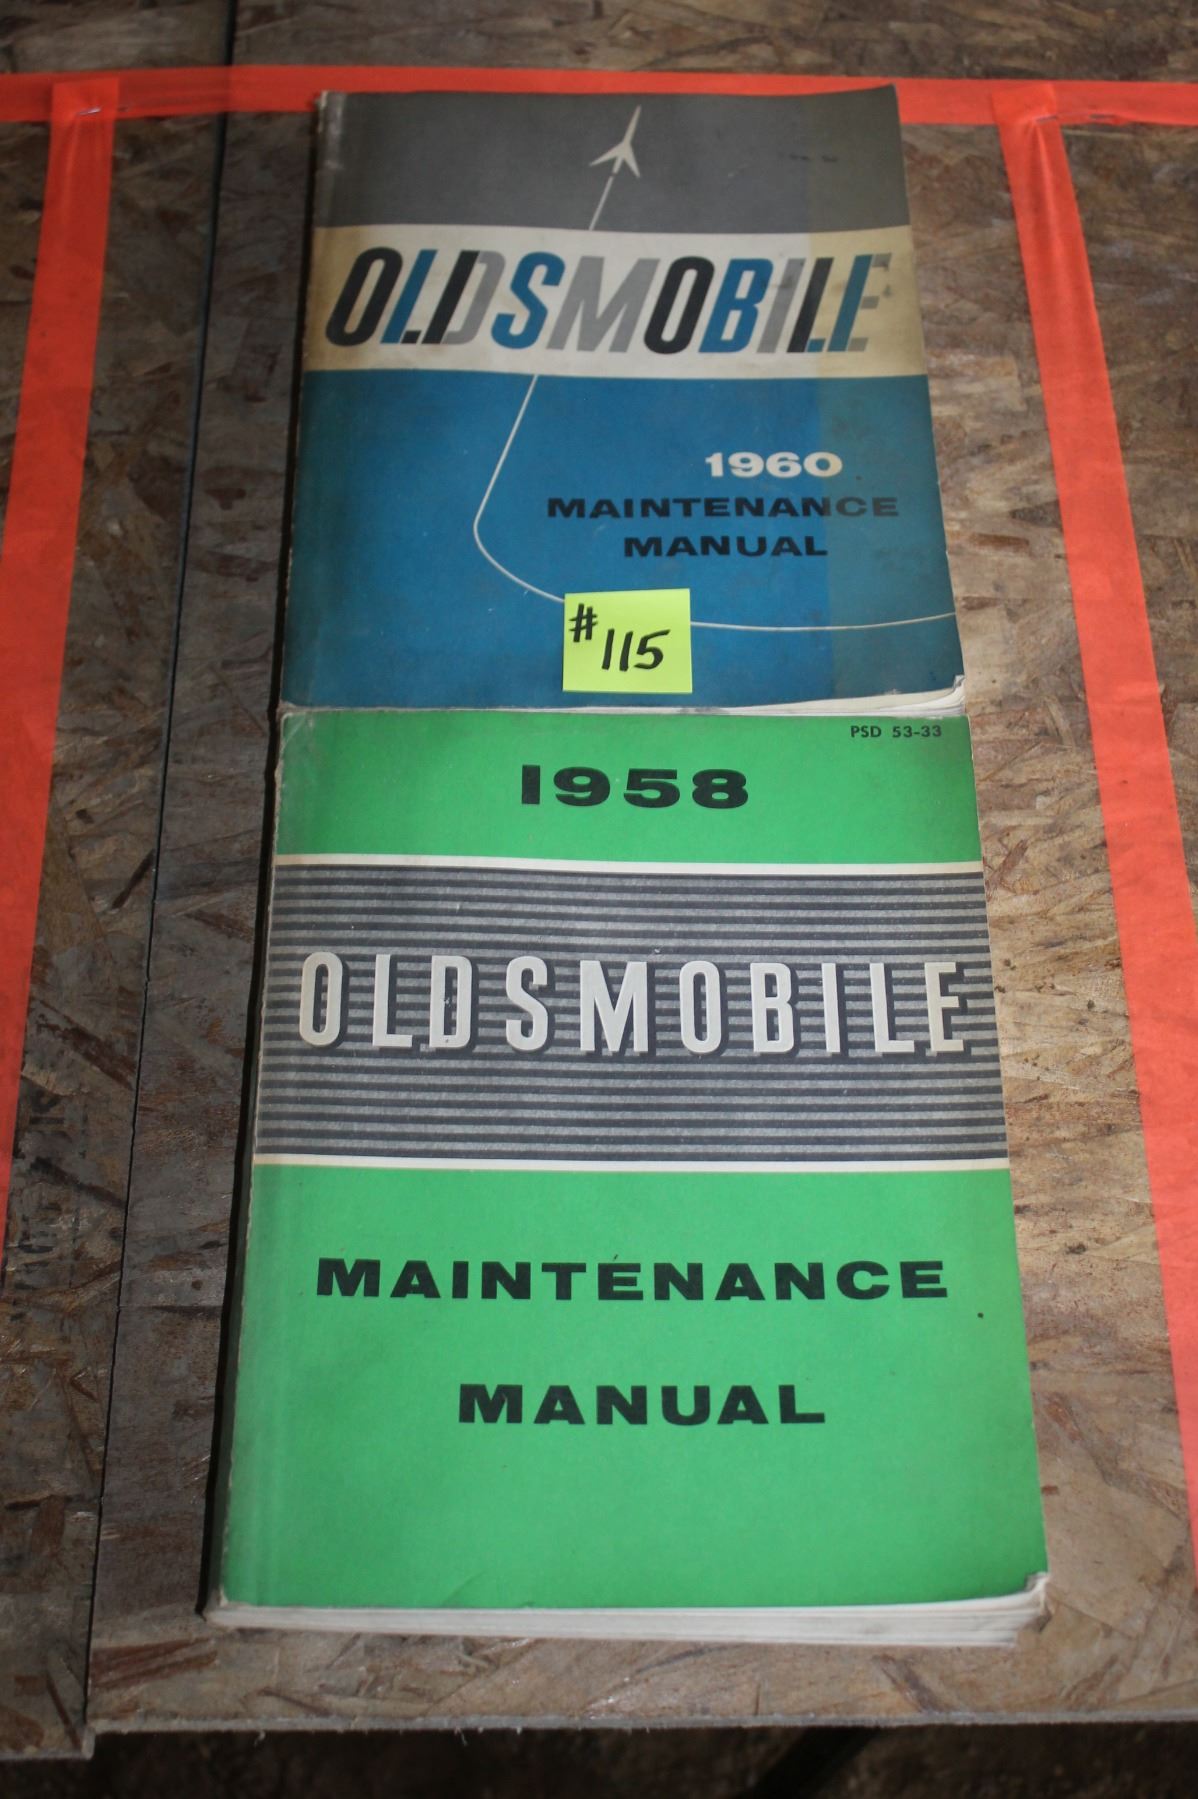 OLDSMOBILE
1960
MAINTENANCE
MANUAL
#115
PSD 53-33
1958
OLDSMOBILE
MAINTENANCE
MANUAL